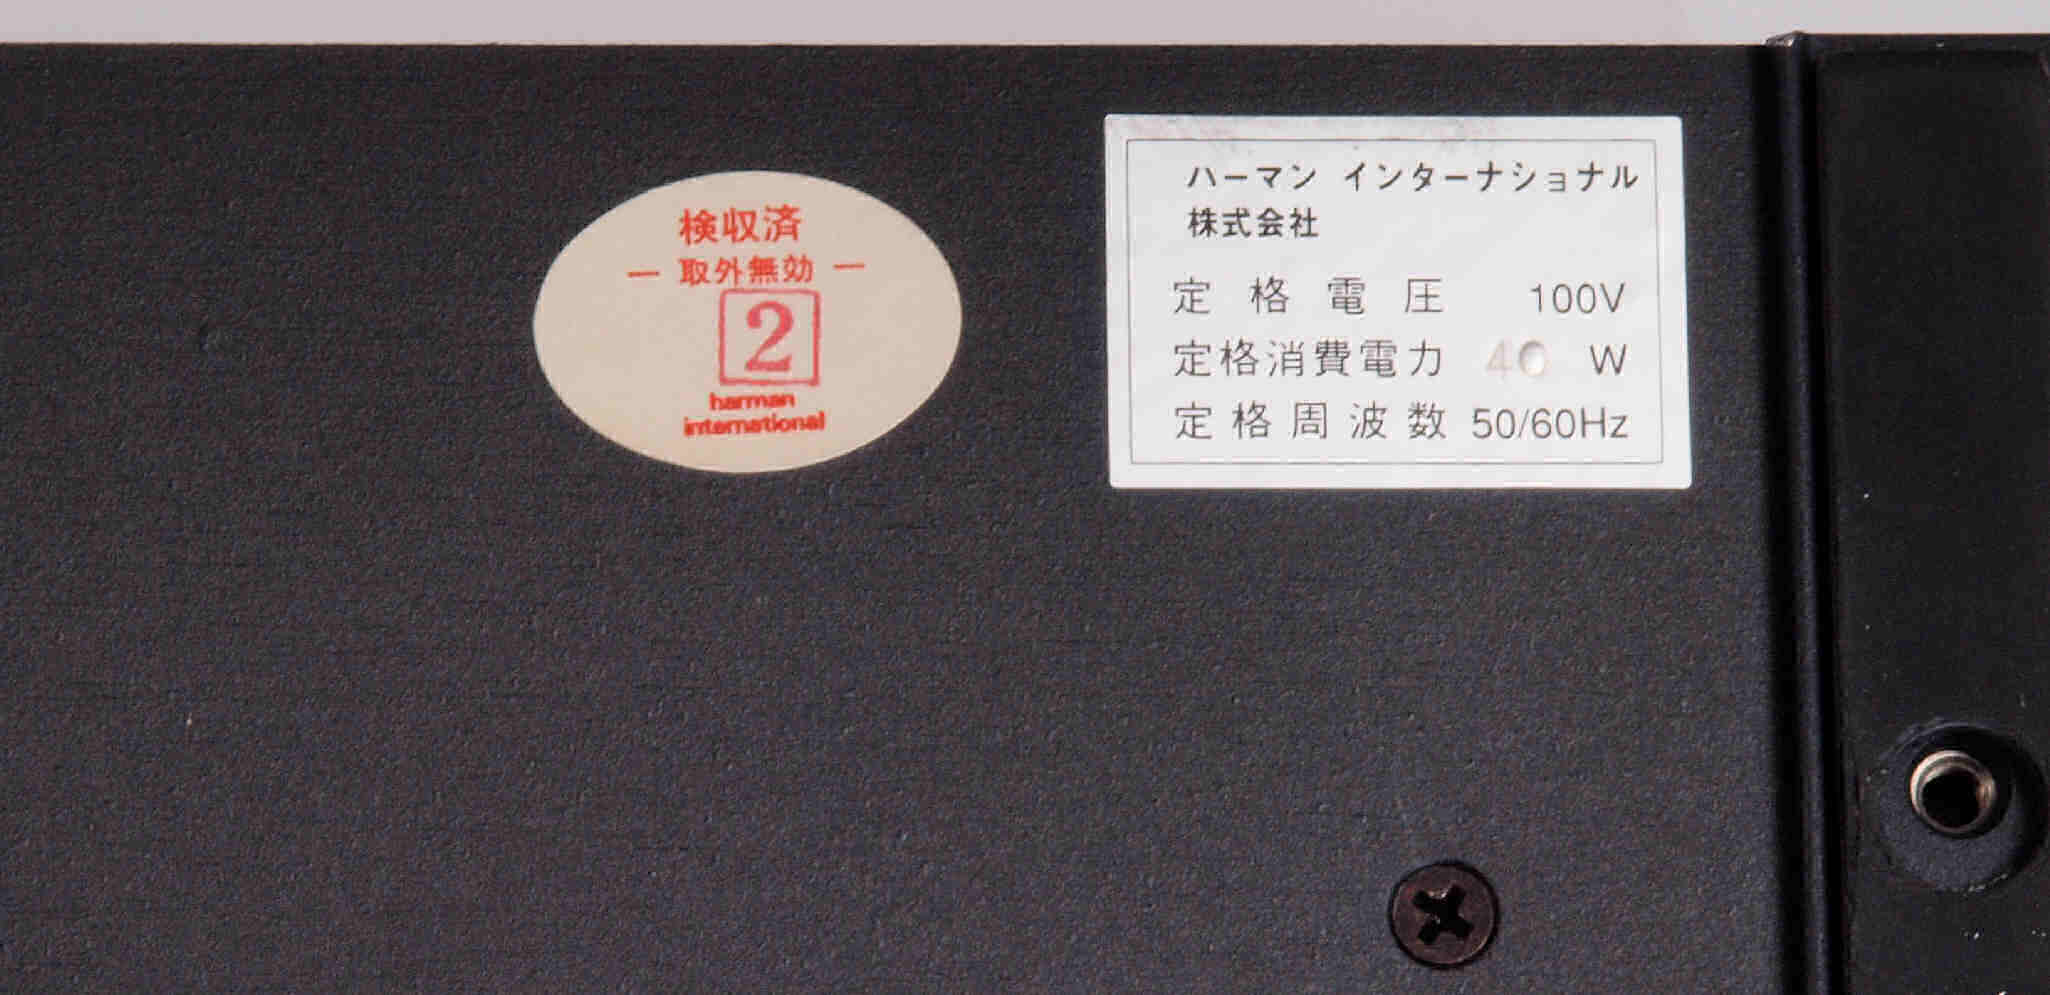 検収済
— 取外無効 —
2
harman
international
ハーマン インターナショナル
株式会社
定格電圧 100V
定格消費電力 40 W
定格周波数 50/60Hz